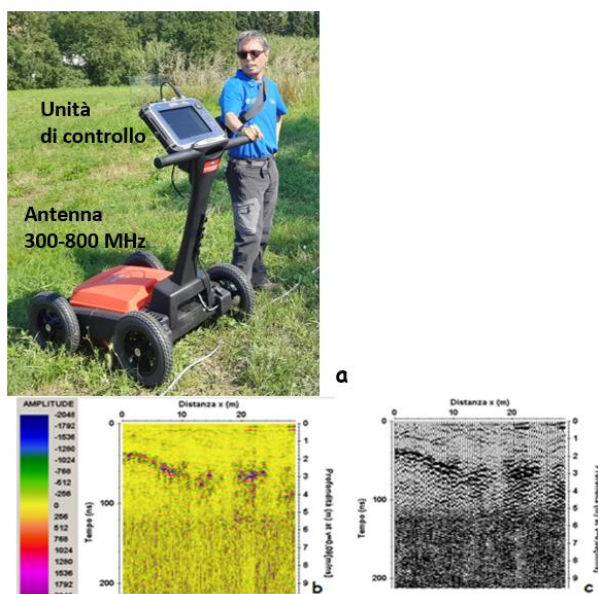 Unità
di controllo
Antenna
300-800 MHz
a
AMPLITUDE
-2048
-1792
-1536
-1280
-1024
-768
-512
-256
0
256
512
768
1024
1280
1536
1792
Distanza x (m)
0 10 20
0
100
200
Tempo [ns]
0
1
2
3
4
5
6
7
8
9
Profondità (m) at v=
b
Distanza x (m)
0 10 20
0
100
200
Tempo [ns]
0
1
2
3
4
5
6
7
8
9
c